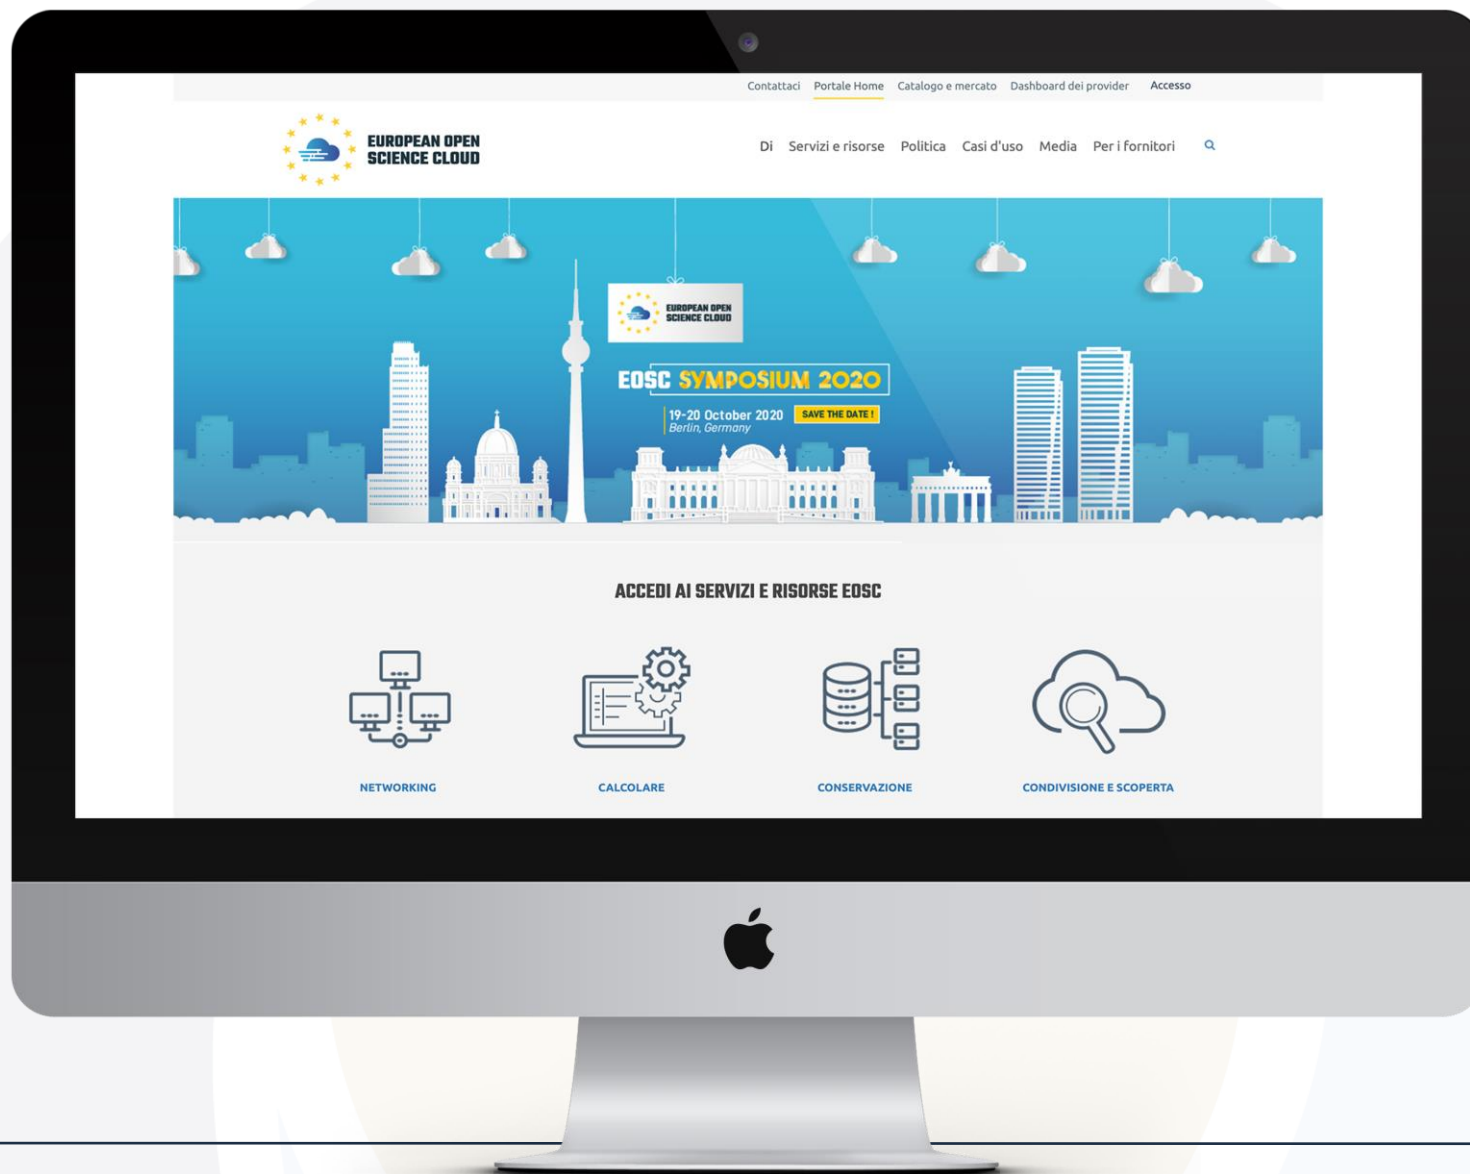 Contattaci Portale Home Catalogo e mercato Dashboard dei provider Accesso
EUROPEAN OPEN
SCIENCE CLOUD
Di Servizi e risorse Politica Casi d'uso Media Per i fornitori
EUROPEAN OPEN
SCIENCE CLOUD
EOSC SYMPOSIUM 2020
19-20 October 2020 SAVE THE DATE !
Berlin, Germany
ACCEDI AI SERVIZI E RISORSE EOSC
NETWORKING CALCOLARE CONSERVAZIONE CONDIVISIONE E SCOPERTA